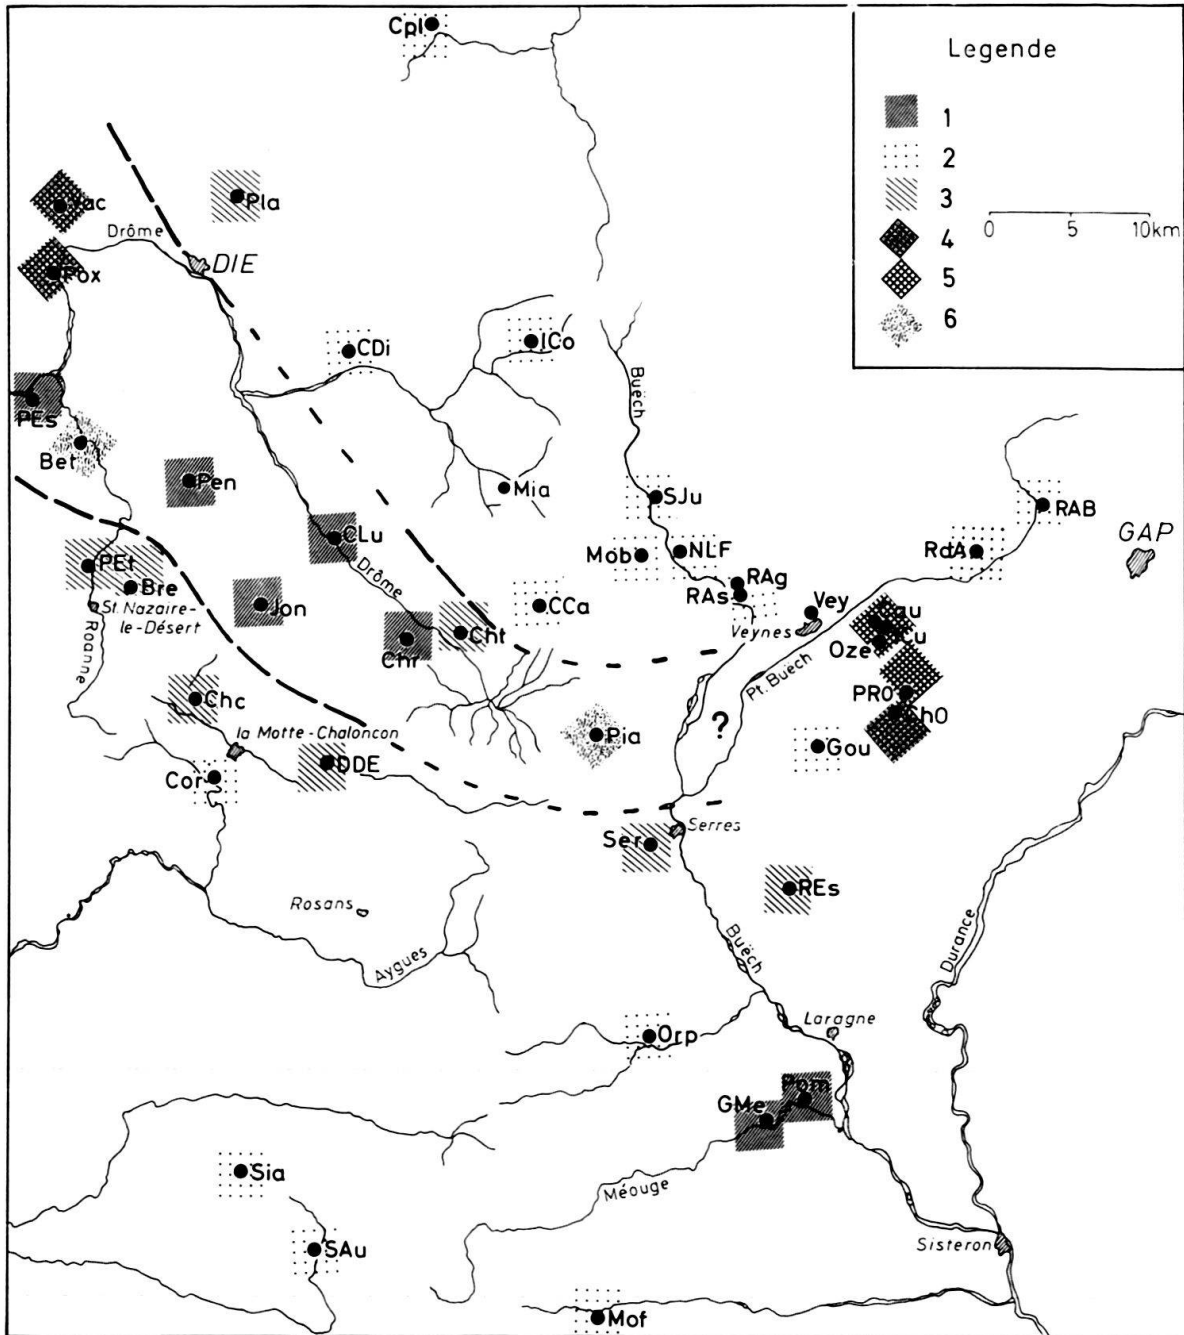 Cpl
Legende
1
2
3
4
5
6
0 5 10km
Vac
Pla
Drôme
DIE
Pox
CDi
ICo
Buëch
PEs
Bet
Pen
Mia
SJu
RAB
GAP
CLu
Mob
NLF
RdA
PEt
Bre
Drôme
RAg
RAs
CCa
Vey
Veynes
St. Nazaire-
le-Désert
Jon
Cht
Chr
Oze
Roanne
Pt. Buëch
PRO
ChO
Chc
la Motte-Chaloncon
Pia
?
Gou
DDE
Cor
Serres
Ser
REs
Rosans
Aygues
Buëch
Durance
Laragne
Orp
Pom
GMe
Sia
Méouge
SAu
Sisteron
Mof